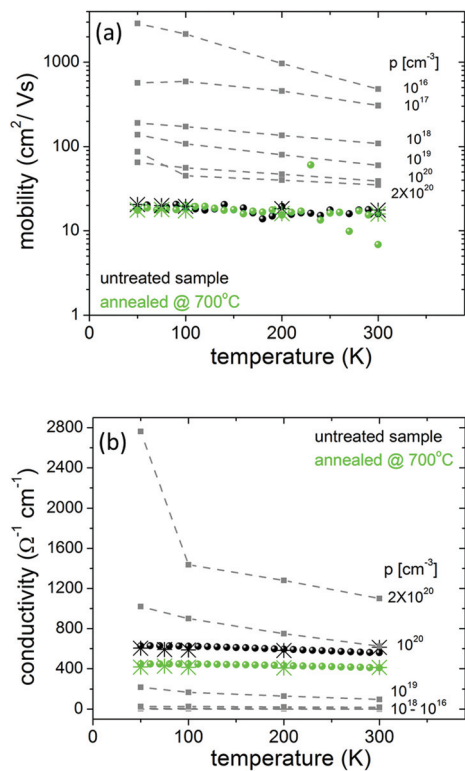 (a)
p [cm⁻³]
1000
10¹⁶
10¹⁷
10¹⁸
100
10¹⁹
10²⁰
2X10²⁰
10
untreated sample
annealed @ 700°C
1
0 100 200 300
mobility (cm²/ Vs)
temperature (K)
(b)
2800
untreated sample
annealed @ 700°C
2400
2000
1600
p [cm⁻³]
1200
2X10²⁰
800
10²⁰
400
10¹⁹
10¹⁸ - 10¹⁶
0
0 100 200 300
conductivity (Ω⁻¹ cm⁻¹)
temperature (K)